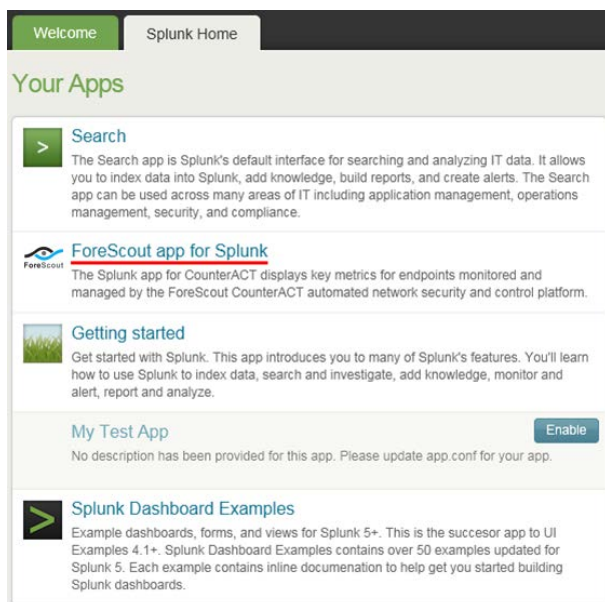 Welcome
Splunk Home
Your Apps
Search
The Search app is Splunk's default interface for searching and analyzing IT data. It allows
you to index data into Splunk, add knowledge, build reports, and create alerts. The Search
app can be used across many areas of IT including application management, operations
management, security, and compliance.
ForeScout
ForeScout app for Splunk
The Splunk app for CounterACT displays key metrics for endpoints monitored and
managed by the ForeScout CounterACT automated network security and control platform.
Getting started
Get started with Splunk. This app introduces you to many of Splunk's features. You'll learn
how to use Splunk to index data, search and investigate, add knowledge, monitor and
alert, report and analyze.
My Test App
Enable
No description has been provided for this app. Please update app.conf for your app.
Splunk Dashboard Examples
Example dashboards, forms, and views for Splunk 5+. This is the succesor app to UI
Examples 4.1+. Splunk Dashboard Examples contains over 50 examples updated for
Splunk 5. Each example contains inline documenation to help get you started building
Splunk dashboards.